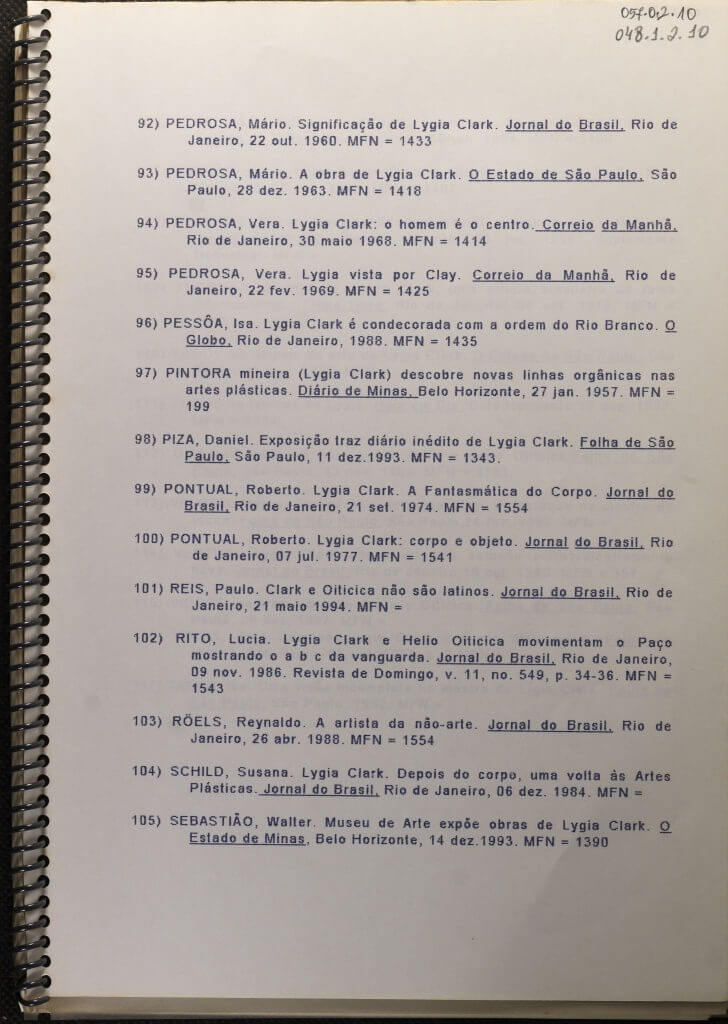 057.0.2.10
048.1.2.10
92) PEDROSA, Mário. Significação de Lygia Clark. Jornal do Brasil, Rio de
Janeiro, 22 out. 1960. MFN = 1433
93) PEDROSA, Mário. A obra de Lygia Clark. O Estado de São Paulo, São
Paulo, 28 dez. 1963. MFN = 1418
94) PEDROSA, Vera. Lygia Clark: o homem é o centro. Correio da Manhã,
Rio de Janeiro, 30 maio 1968. MFN = 1414
95) PEDROSA, Vera. Lygia vista por Clay. Correio da Manhã, Rio de
Janeiro, 22 fev. 1969. MFN = 1425
96) PESSÔA, Isa. Lygia Clark é condecorada com a ordem do Rio Branco. O
Globo, Rio de Janeiro, 1988. MFN = 1435
97) PINTORA mineira (Lygia Clark) descobre novas linhas orgânicas nas
artes plásticas. Diário de Minas, Belo Horizonte, 27 jan. 1957. MFN =
199
98) PIZA, Daniel. Exposição traz diário inédito de Lygia Clark. Folha de São
Paulo, São Paulo, 11 dez.1993. MFN = 1343.
99) PONTUAL, Roberto. Lygia Clark. A Fantasmática do Corpo. Jornal do
Brasil, Rio de Janeiro, 21 set. 1974. MFN = 1554
100) PONTUAL, Roberto. Lygia Clark: corpo e objeto. Jornal do Brasil, Rio
de Janeiro, 07 jul. 1977. MFN = 1541
101) REIS, Paulo. Clark e Oiticica não são latinos. Jornal do Brasil, Rio de
Janeiro, 21 maio 1994. MFN =
102) RITO, Lucia. Lygia Clark e Helio Oiticica movimentam o Paço
mostrando o a b c da vanguarda. Jornal do Brasil, Rio de Janeiro,
09 nov. 1986. Revista de Domingo, v. 11, no. 549, p. 34-36. MFN =
1543
103) RÖELS, Reynaldo. A artista da não-arte. Jornal do Brasil, Rio de
Janeiro, 26 abr. 1988. MFN = 1554
104) SCHILD, Susana. Lygia Clark. Depois do corpo, uma volta às Artes
Plásticas. Jornal do Brasil, Rio de Janeiro, 06 dez. 1984. MFN =
105) SEBASTIÃO, Walter. Museu de Arte expõe obras de Lygia Clark. O
Estado de Minas, Belo Horizonte, 14 dez.1993. MFN = 1390